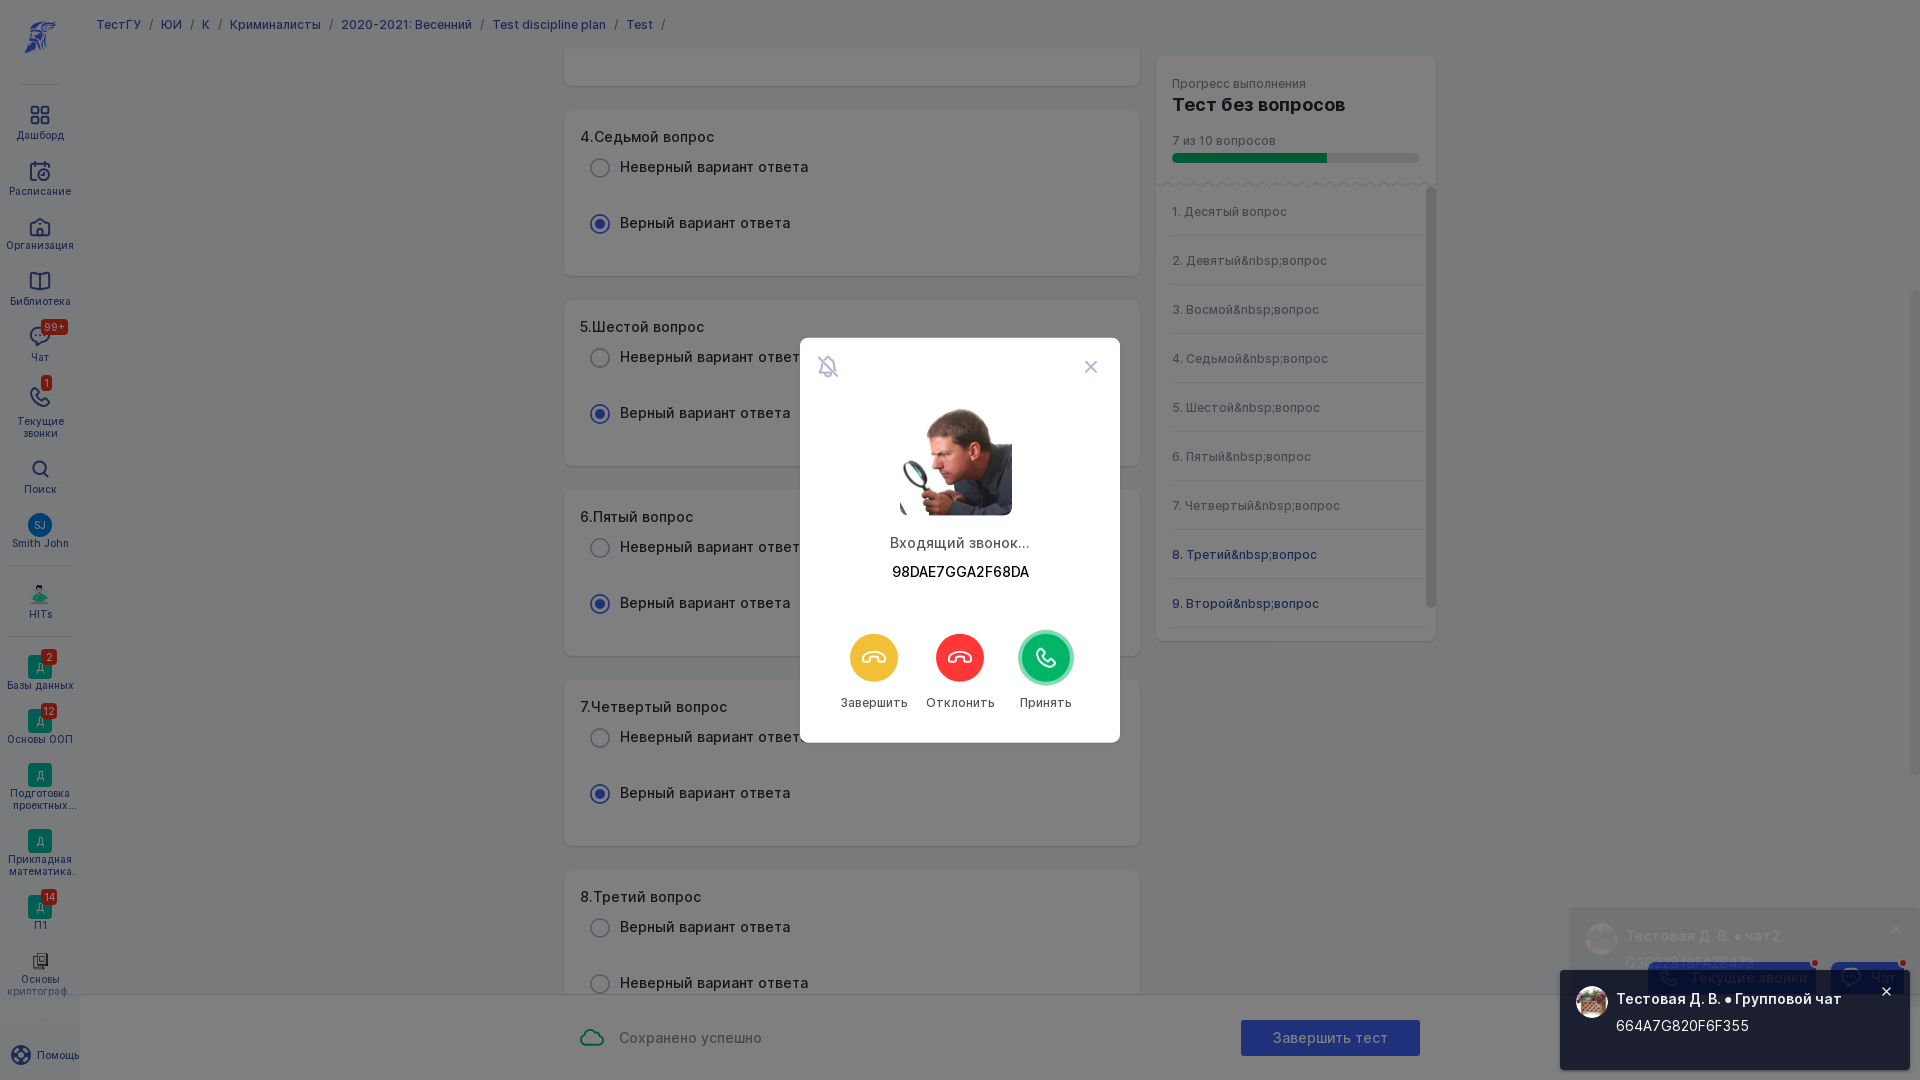 ТестГУ / ЮИ / К / Криминалисты / 2020-2021: Весенний / Test discipline plan / Test /
Дашборд
Расписание
Организация
Библиотека
99+
Чат
1
Текущие
звонки
Поиск
SJ
Smith John
HITs
2
Д
Базы данных
12
Д
Основы ООП
Д
Подготовка
проектных...
Д
Прикладная
математика.
14
Д
П1
Основы
криптограф...
Помощь
4.Седьмой вопрос
Неверный вариант ответа
Верный вариант ответа
5.Шестой вопрос
Неверный вариант ответ
Верный вариант ответа
6.Пятый вопрос
Неверный вариант ответ
Верный вариант ответа
7.Четвертый вопрос
Неверный вариант ответа
Верный вариант ответа
8.Третий вопрос
Верный вариант ответа
Неверный вариант ответа
Сохранено успешно
Завершить тест
Прогресс выполнения
Тест без вопросов
7 из 10 вопросов
1. Десятый вопрос
2. Девятый&nbsp;вопрос
3. Восмой&nbsp;вопрос
4. Седьмой&nbsp;вопрос
5. Шестой&nbsp;вопрос
6. Пятый&nbsp;вопрос
7. Четвертый&nbsp;вопрос
8. Третий&nbsp;вопрос
9. Второй&nbsp;вопрос
Входящий звонок...
98DAE7GGA2F68DA
Завершить
Отклонить
Принять
Тестовая Д. В. ● чат2
Текущие звонки
Чат
Тестовая Д. В. ● Групповой чат
664A7G820F6F355